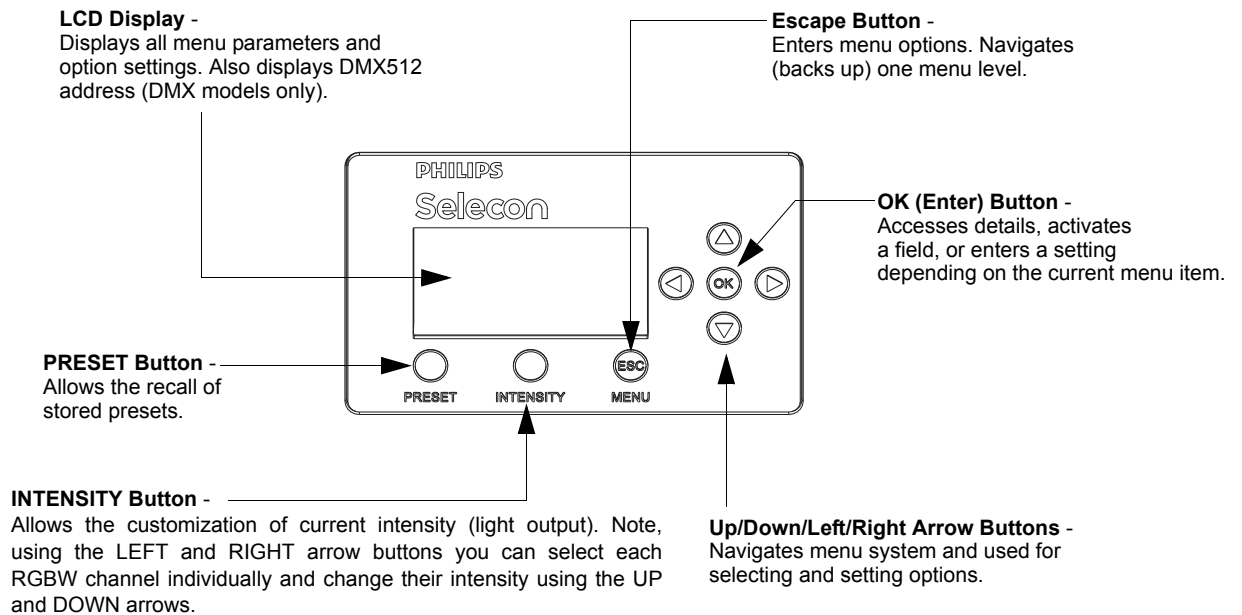 LCD Display -
Displays all menu parameters and
option settings. Also displays DMX512
address (DMX models only).
Escape Button -
Enters menu options. Navigates
(backs up) one menu level.
PHILIPS
Selecon
OK (Enter) Button -
Accesses details, activates
a field, or enters a setting
depending on the current menu item.
OK
PRESET Button -
Allows the recall of
stored presets.
ESC
PRESET
INTENSITY
MENU
INTENSITY Button -
Allows the customization of current intensity (light output). Note,
using the LEFT and RIGHT arrow buttons you can select each
RGBW channel individually and change their intensity using the UP
and DOWN arrows.
Up/Down/Left/Right Arrow Buttons -
Navigates menu system and used for
selecting and setting options.